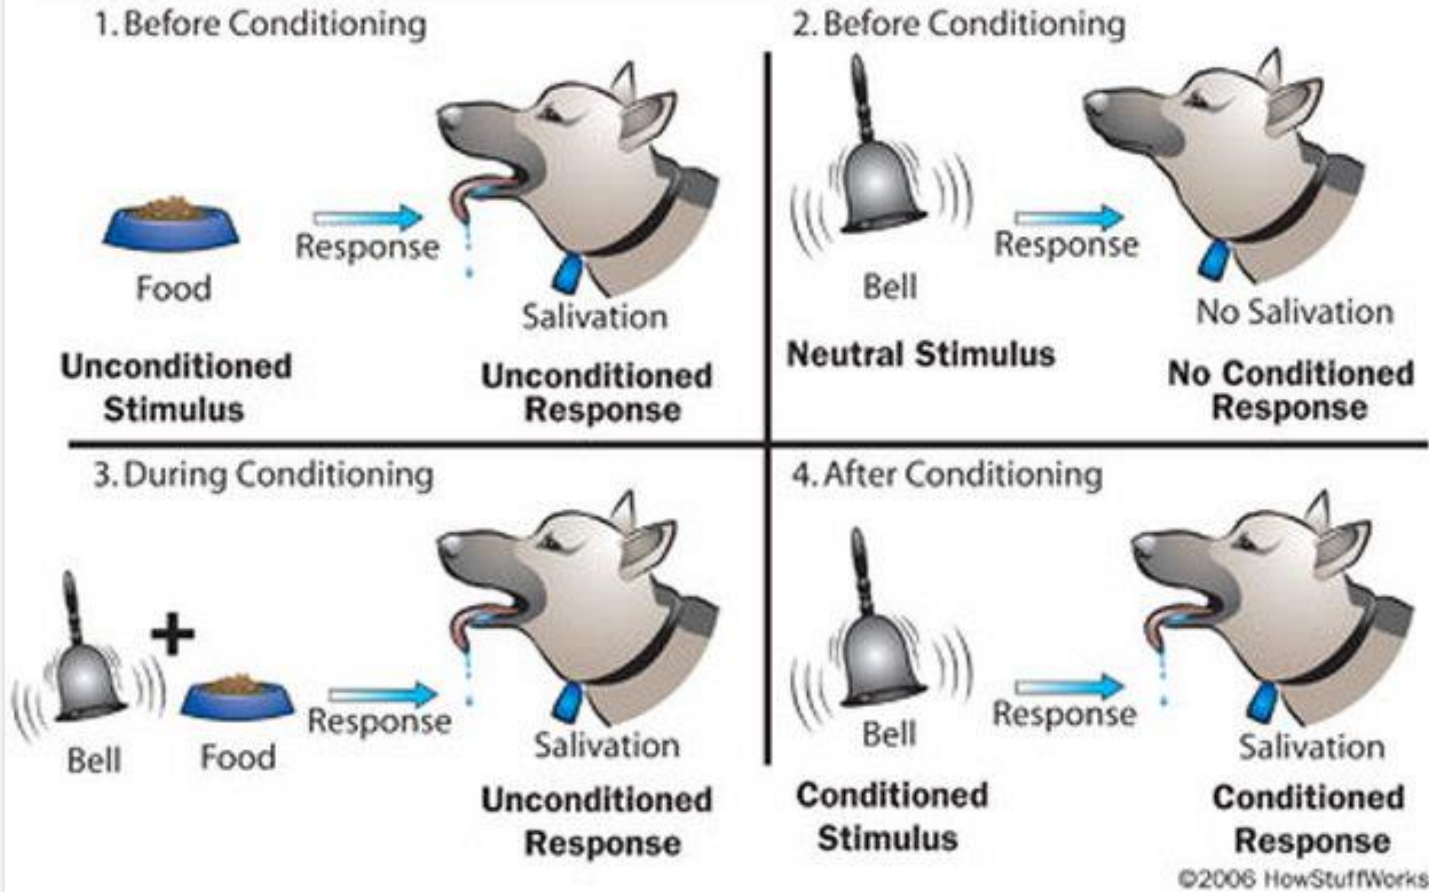 1. Before Conditioning
Response
Food
Salivation
Unconditioned
Stimulus
Unconditioned
Response
2. Before Conditioning
Response
Bell
No Salivation
Neutral Stimulus
No Conditioned
Response
3. During Conditioning
+
Response
Bell
Food
Salivation
Unconditioned
Response
4. After Conditioning
Response
Bell
Salivation
Conditioned
Stimulus
Conditioned
Response
©2006 HowStuffWorks